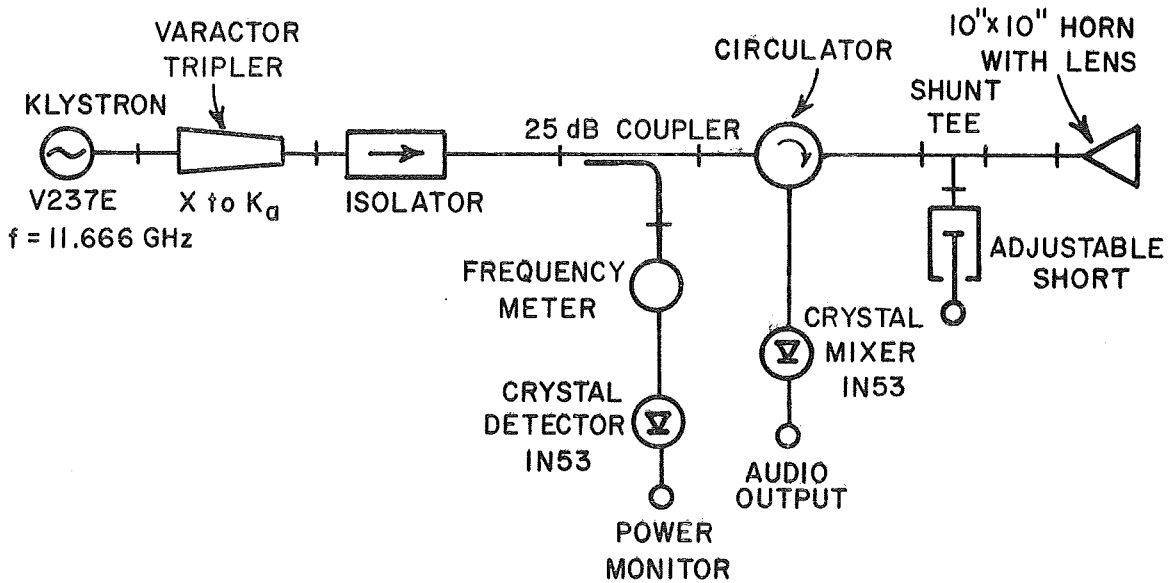 VARACTOR
TRIPLER
KLYSTRON
V237E
f = 11.666 GHz
X to Ka
ISOLATOR
25 dB COUPLER
CIRCULATOR
10"x 10" HORN
WITH LENS
SHUNT
TEE
ADJUSTABLE
SHORT
FREQUENCY
METER
CRYSTAL
DETECTOR
IN53
POWER
MONITOR
CRYSTAL
MIXER
IN53
AUDIO
OUTPUT